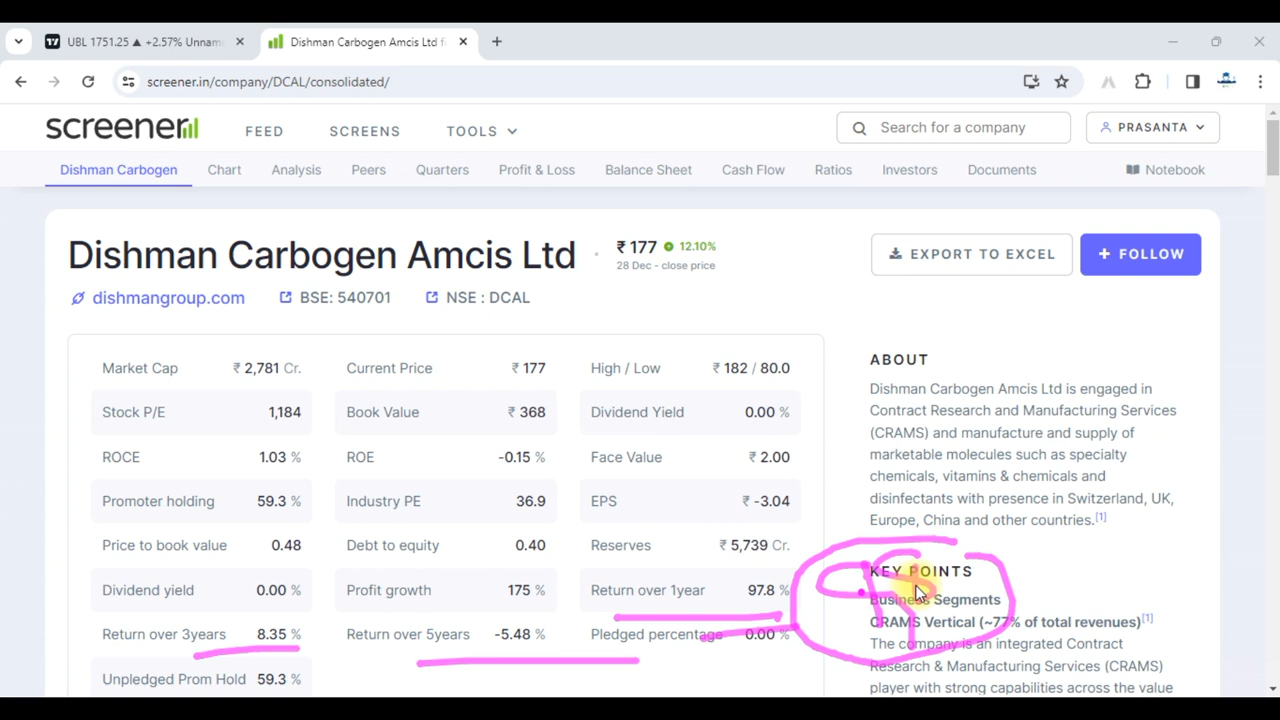 UBL 1751.25 ▲ +2.57% Unnam
Dishman Carbogen Amcis Ltd fi
screener.in/company/DCAL/consolidated/
screener
FEED
SCREENS
TOOLS
Search for a company
PRASANTA
Dishman Carbogen
Chart
Analysis
Peers
Quarters
Profit & Loss
Balance Sheet
Cash Flow
Ratios
Investors
Documents
Notebook
Dishman Carbogen Amcis Ltd
₹ 177 12.10%
28 Dec - close price
EXPORT TO EXCEL
+ FOLLOW
dishmangroup.com
BSE: 540701
NSE : DCAL
Market Cap ₹ 2,781 Cr.
Current Price ₹ 177
High / Low ₹ 182 / 80.0
Stock P/E 1,184
Book Value ₹ 368
Dividend Yield 0.00 %
ROCE 1.03 %
ROE -0.15 %
Face Value ₹ 2.00
Promoter holding 59.3 %
Industry PE 36.9
EPS ₹ -3.04
Price to book value 0.48
Debt to equity 0.40
Reserves ₹ 5,739 Cr.
Dividend yield 0.00 %
Profit growth 175 %
Return over 1year 97.8 %
Return over 3years 8.35 %
Return over 5years -5.48 %
Pledged percentage 0.00 %
Unpledged Prom Hold 59.3 %
ABOUT
Dishman Carbogen Amcis Ltd is engaged in
Contract Research and Manufacturing Services
(CRAMS) and manufacture and supply of
marketable molecules such as specialty
chemicals, vitamins & chemicals and
disinfectants with presence in Switzerland, UK,
Europe, China and other countries.[1]
KEY POINTS
Business Segments
CRAMS Vertical (~77% of total revenues)[1]
The company is an integrated Contract
Research & Manufacturing Services (CRAMS)
player with strong capabilities across the value